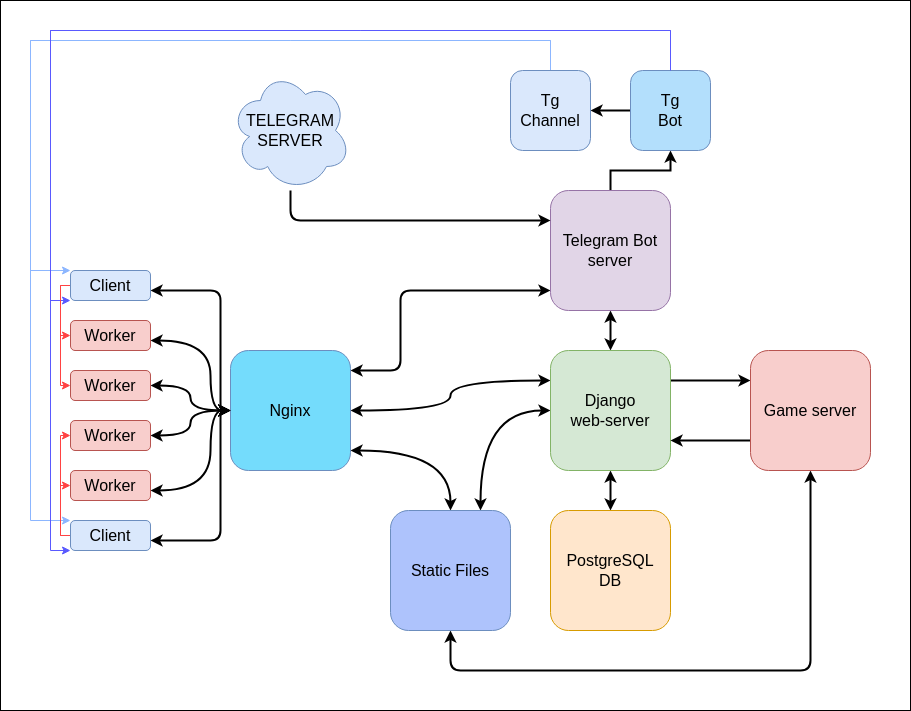 Tg
Channel
Tg
Bot
TELEGRAM
SERVER
Telegram Bot
server
Client
Worker
Worker
Worker
Worker
Client
Nginx
Django
web-server
Game server
Static Files
PostgreSQL
DB